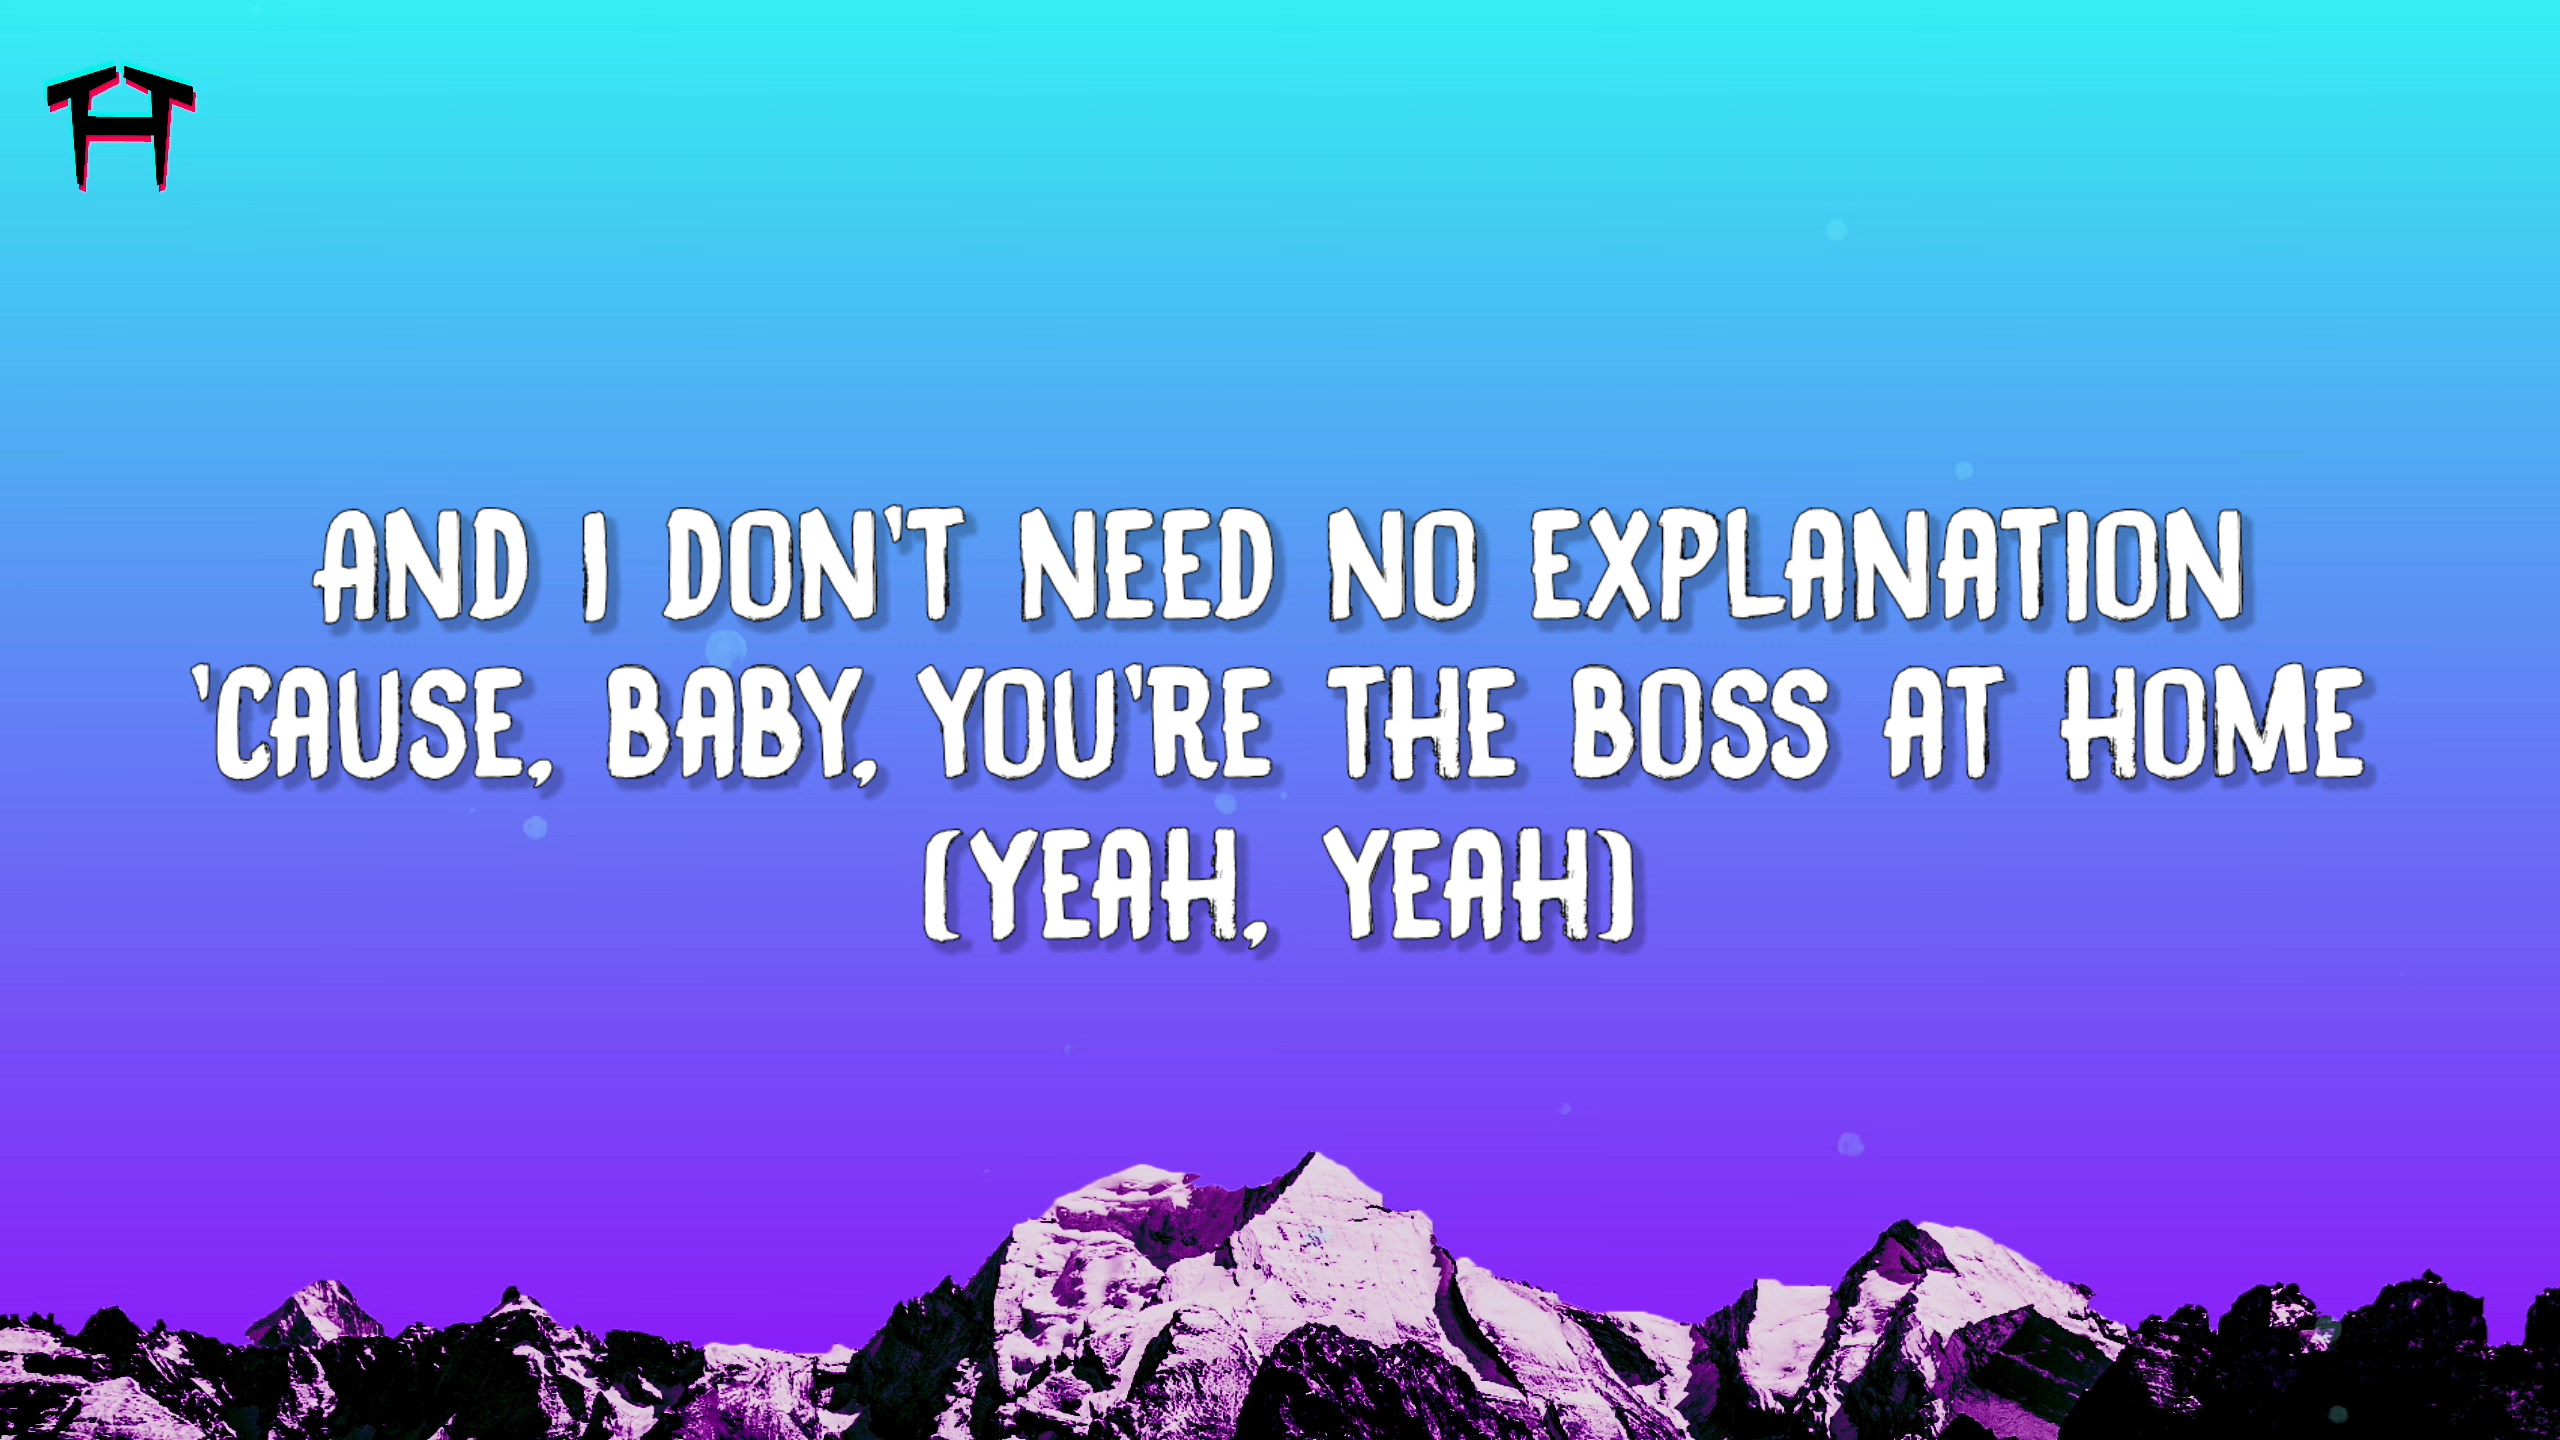 AND I DON'T NEED NO EXPLANATION
'CAUSE, BABY, YOU'RE THE BOSS AT HOME
(YEAH, YEAH)